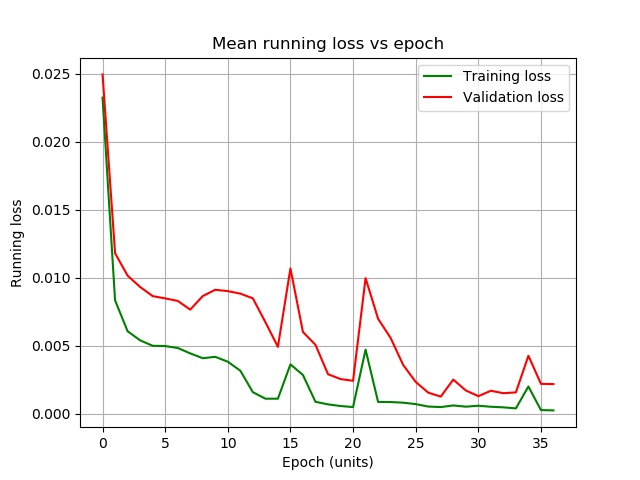 Mean running loss vs epoch
Training loss
Validation loss
0.025
0.020
0.015
0.010
0.005
0.000
Running loss
0 5 10 15 20 25 30 35
Epoch (units)